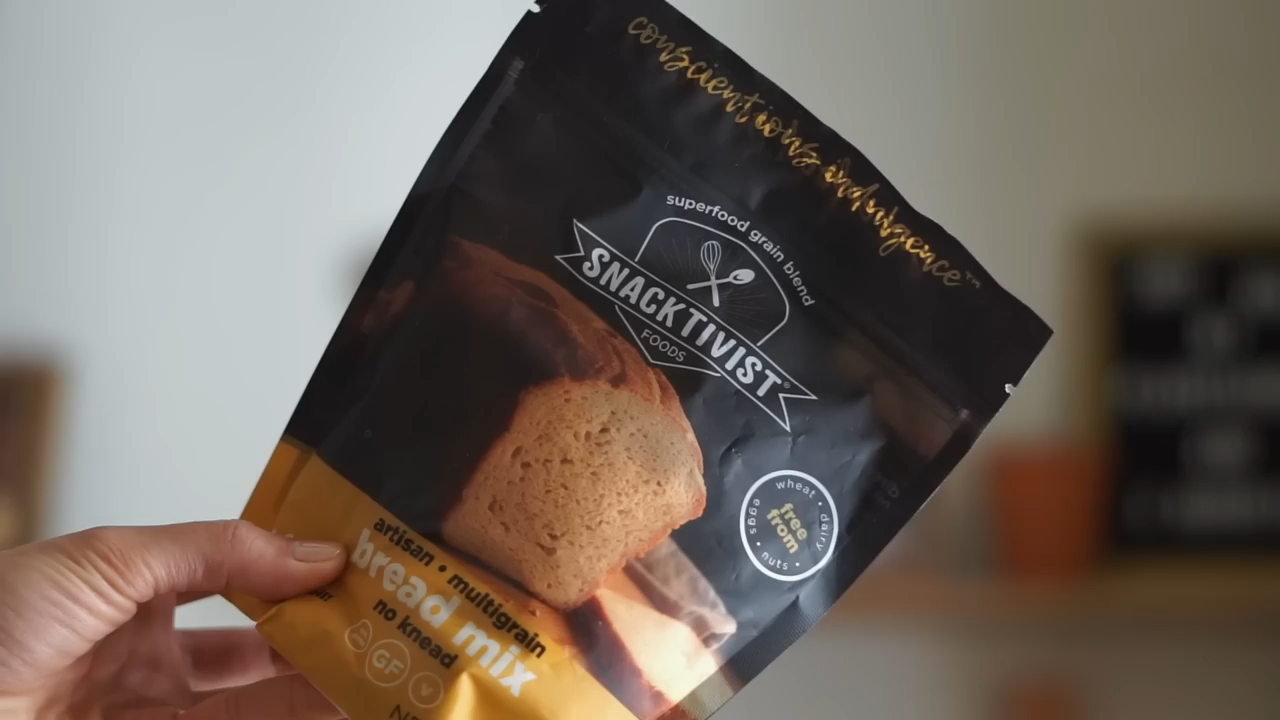 conscientious indulgence™
superfood grain blend
SNACKTIVIST®
FOODS
wheat • dairy • nuts • eggs •
free
from
artisan • multigrain
bread mix
no knead
GF
V